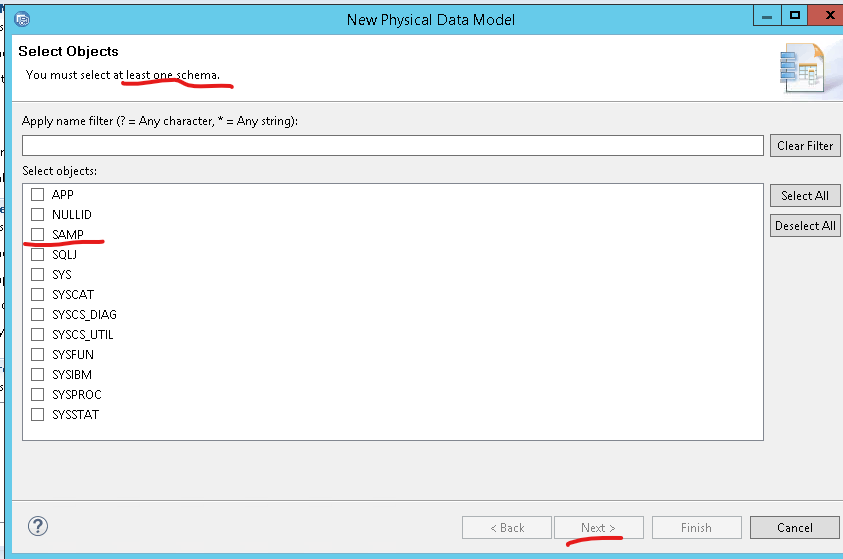 New Physical Data Model
Select Objects
You must select at least one schema.
Apply name filter (? = Any character, * = Any string):
Clear Filter
Select objects:
APP
NULLID
SAMP
SQLJ
SYS
SYSCAT
SYSCS_DIAG
SYSCS_UTIL
SYSFUN
SYSIBM
SYSPROC
SYSSTAT
Select All
Deselect All
?
< Back
Next >
Finish
Cancel